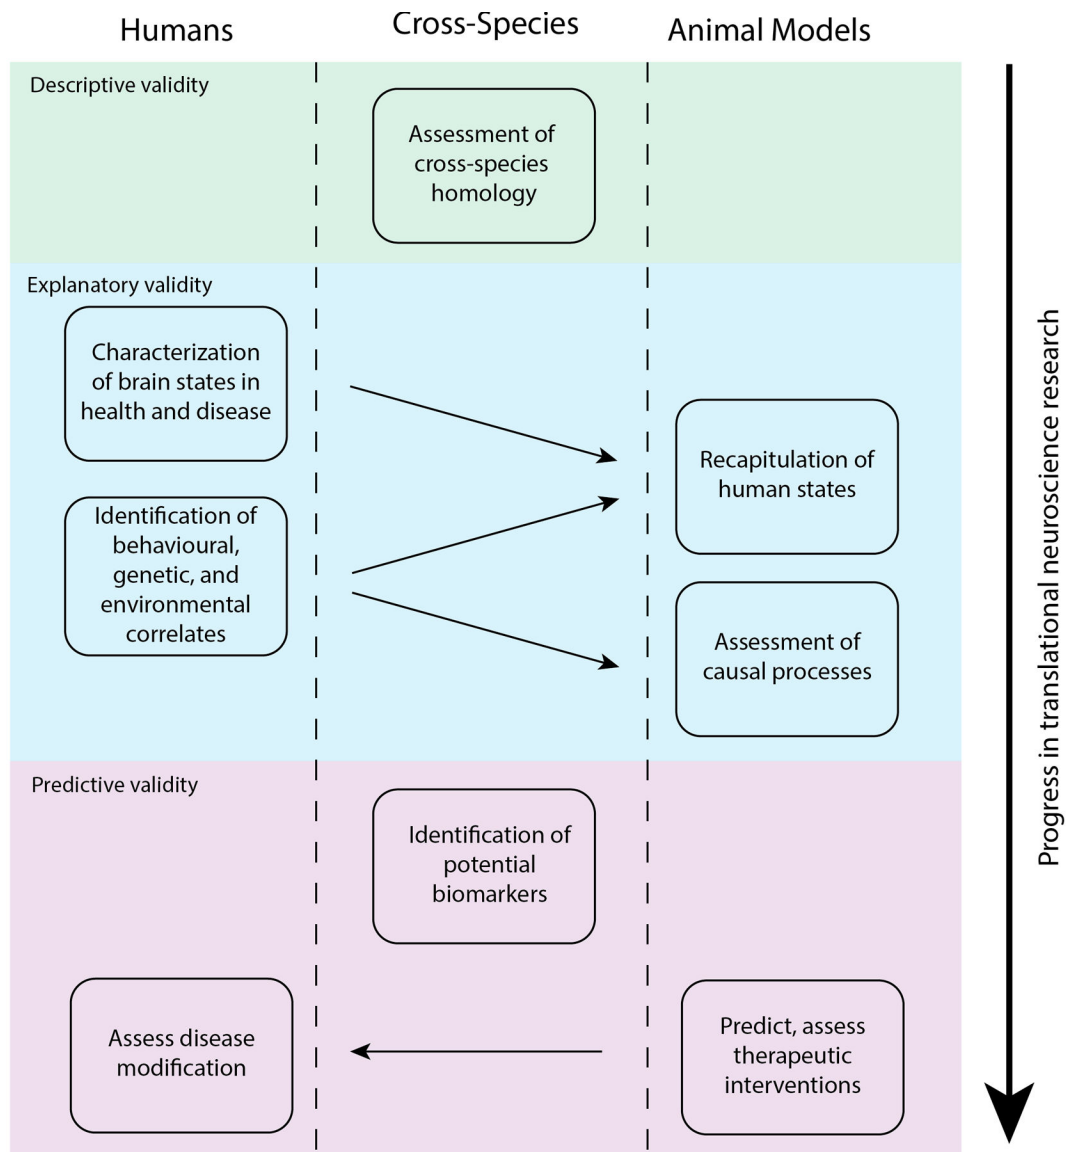 Humans
Cross-Species
Animal Models
Descriptive validity
Assessment of
cross-species
homology
Explanatory validity
Characterization
of brain states in
health and disease
Recapitulation of
human states
Identification of
behavioural,
genetic, and
environmental
correlates
Assessment of
causal processes
Predictive validity
Identification of
potential
biomarkers
Assess disease
modification
Predict, assess
therapeutic
interventions
Progress in translational neuroscience research